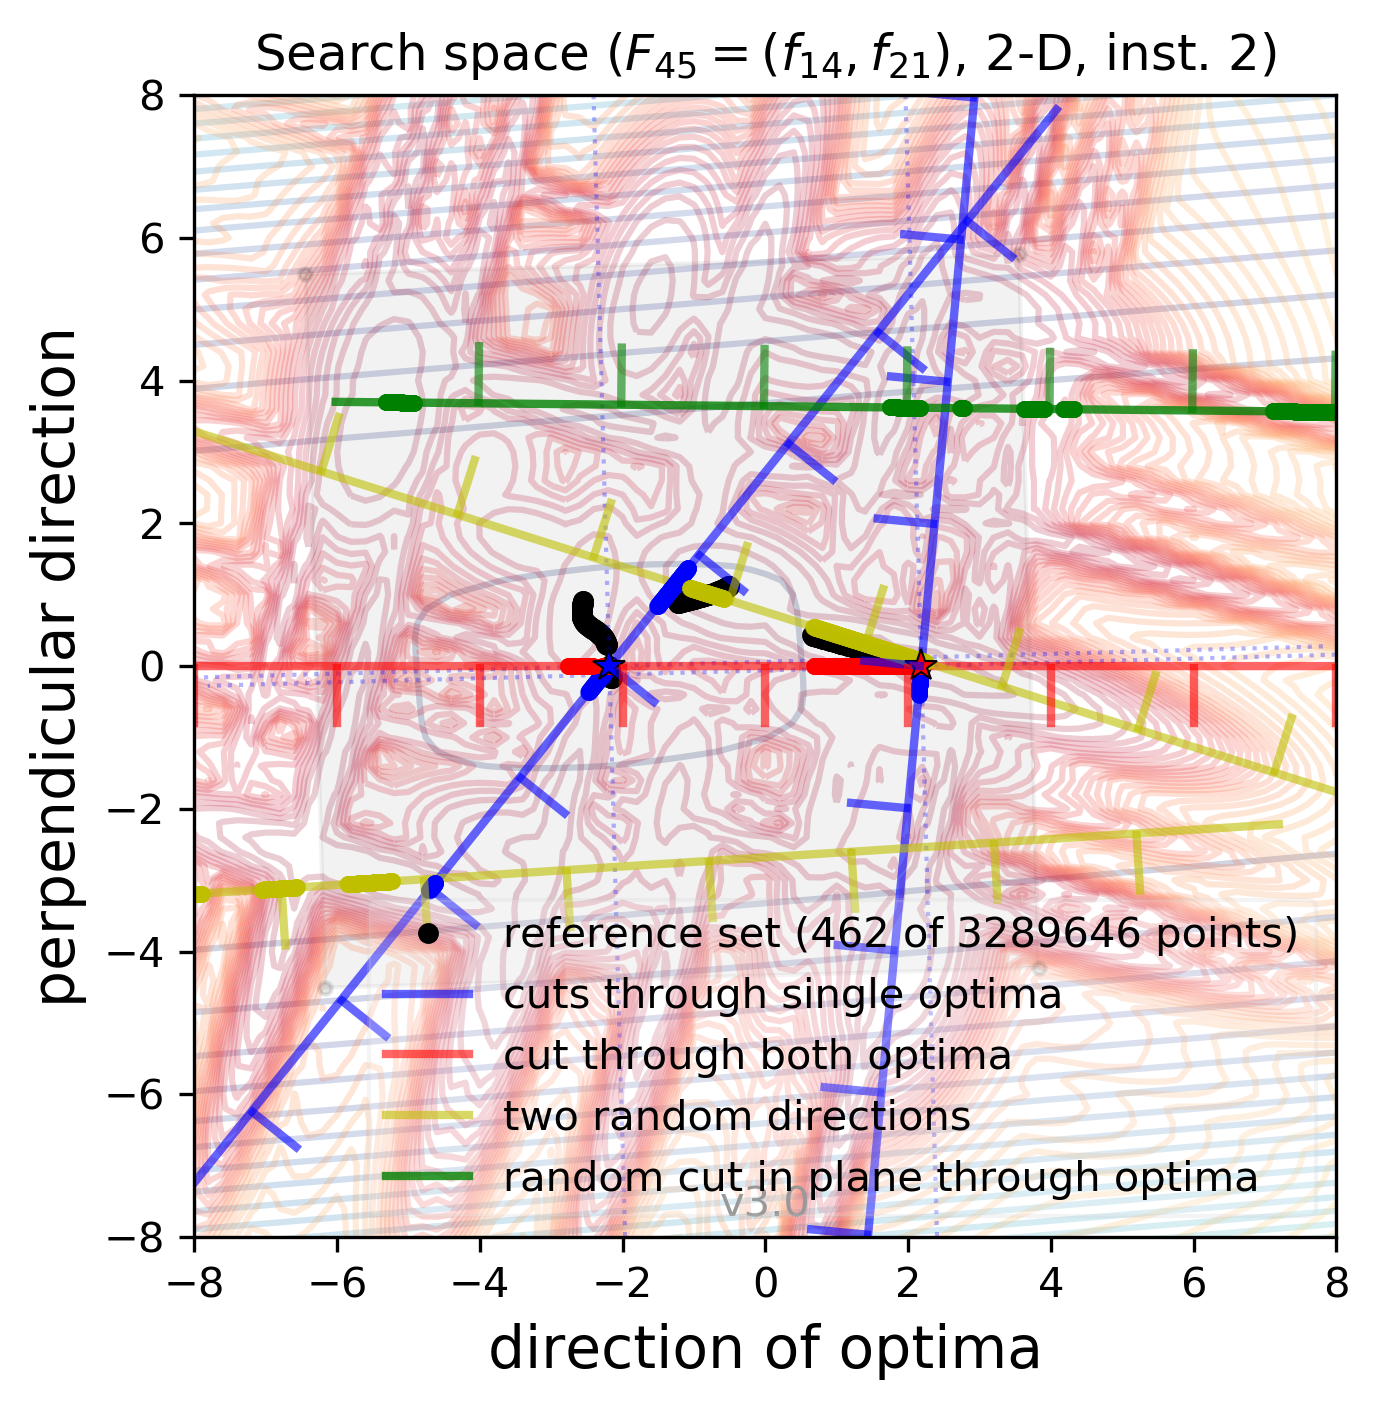 Search space (F45 = (f14, f21), 2-D, inst. 2)
8
6
4
2
0
−2
−4
−6
−8
perpendicular direction
reference set (462 of 3289646 points)
cuts through single optima
cut through both optima
two random directions
random cut in plane through optima
v3.0
−8 −6 −4 −2 0 2 4 6 8
direction of optima